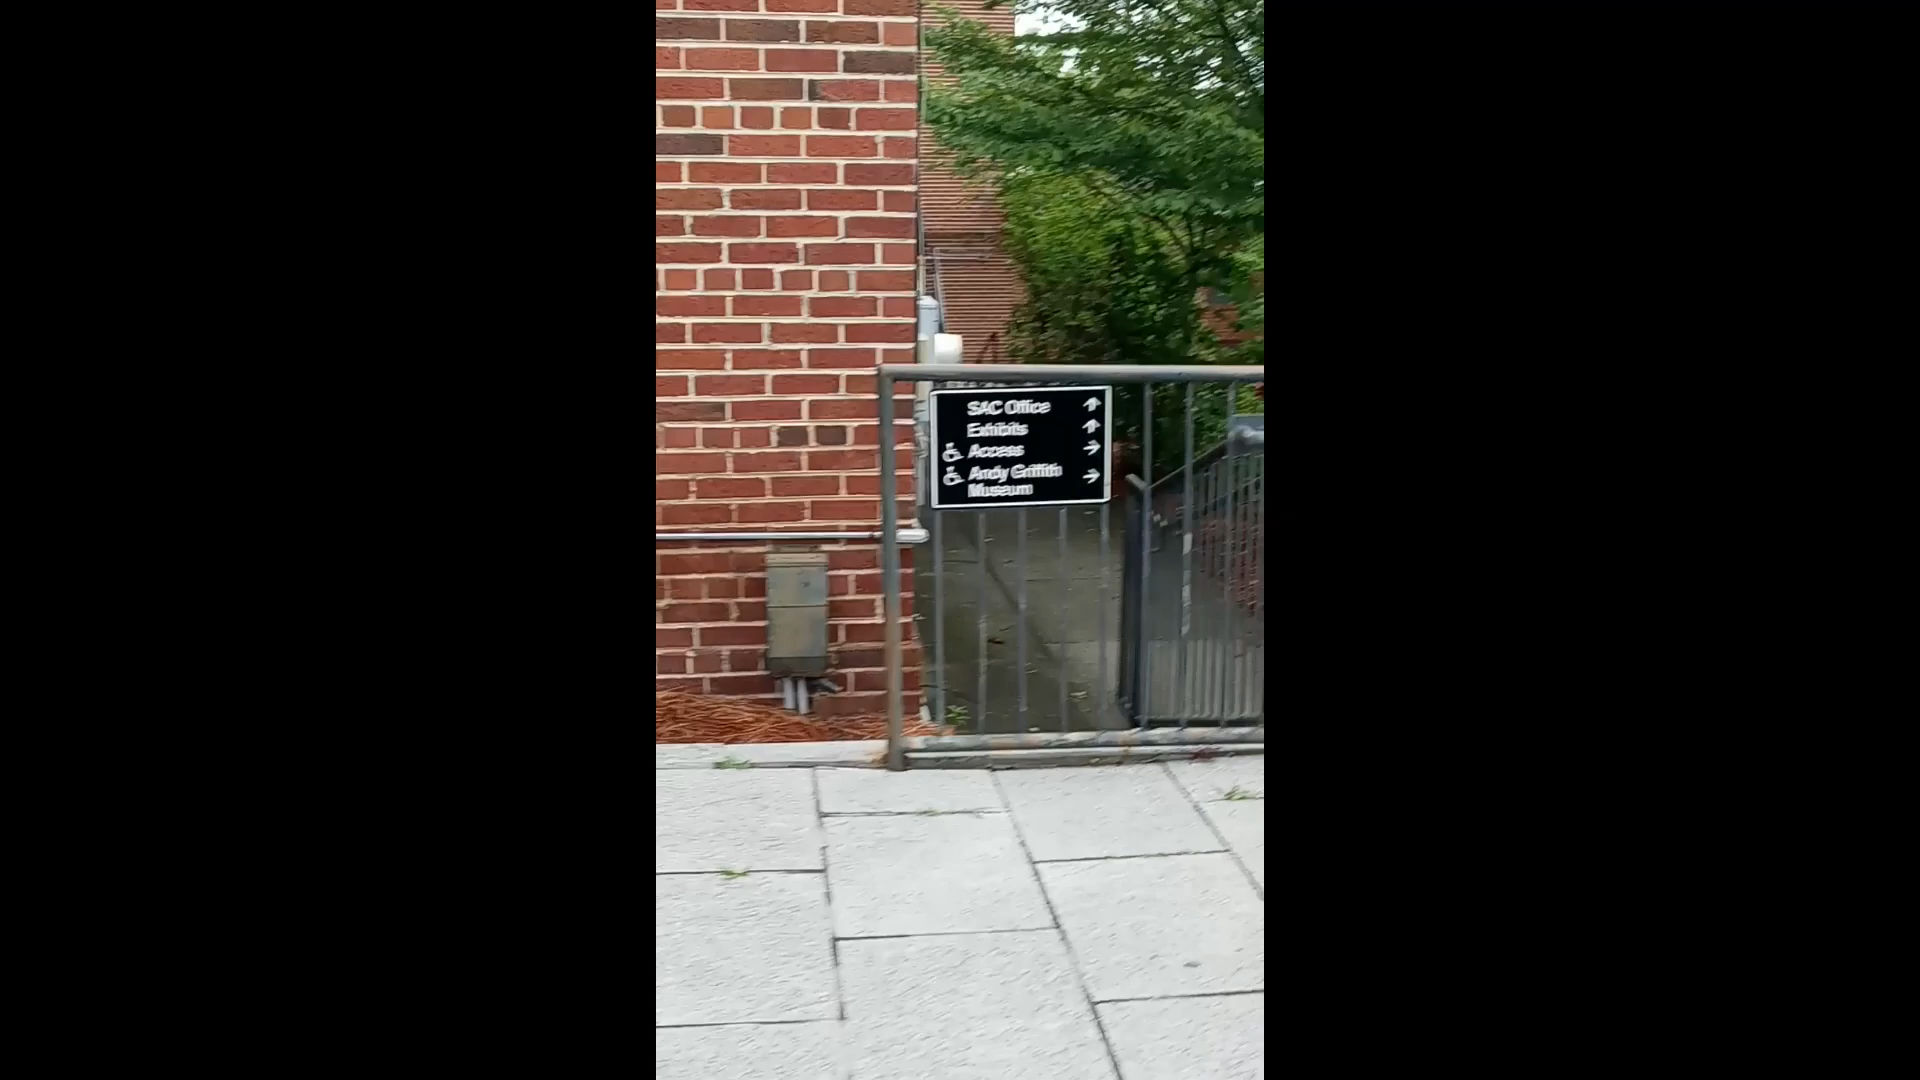 SAC Office ↑
Exhibits ↑
♿ Access →
♿ Andy Griffith →
Museum